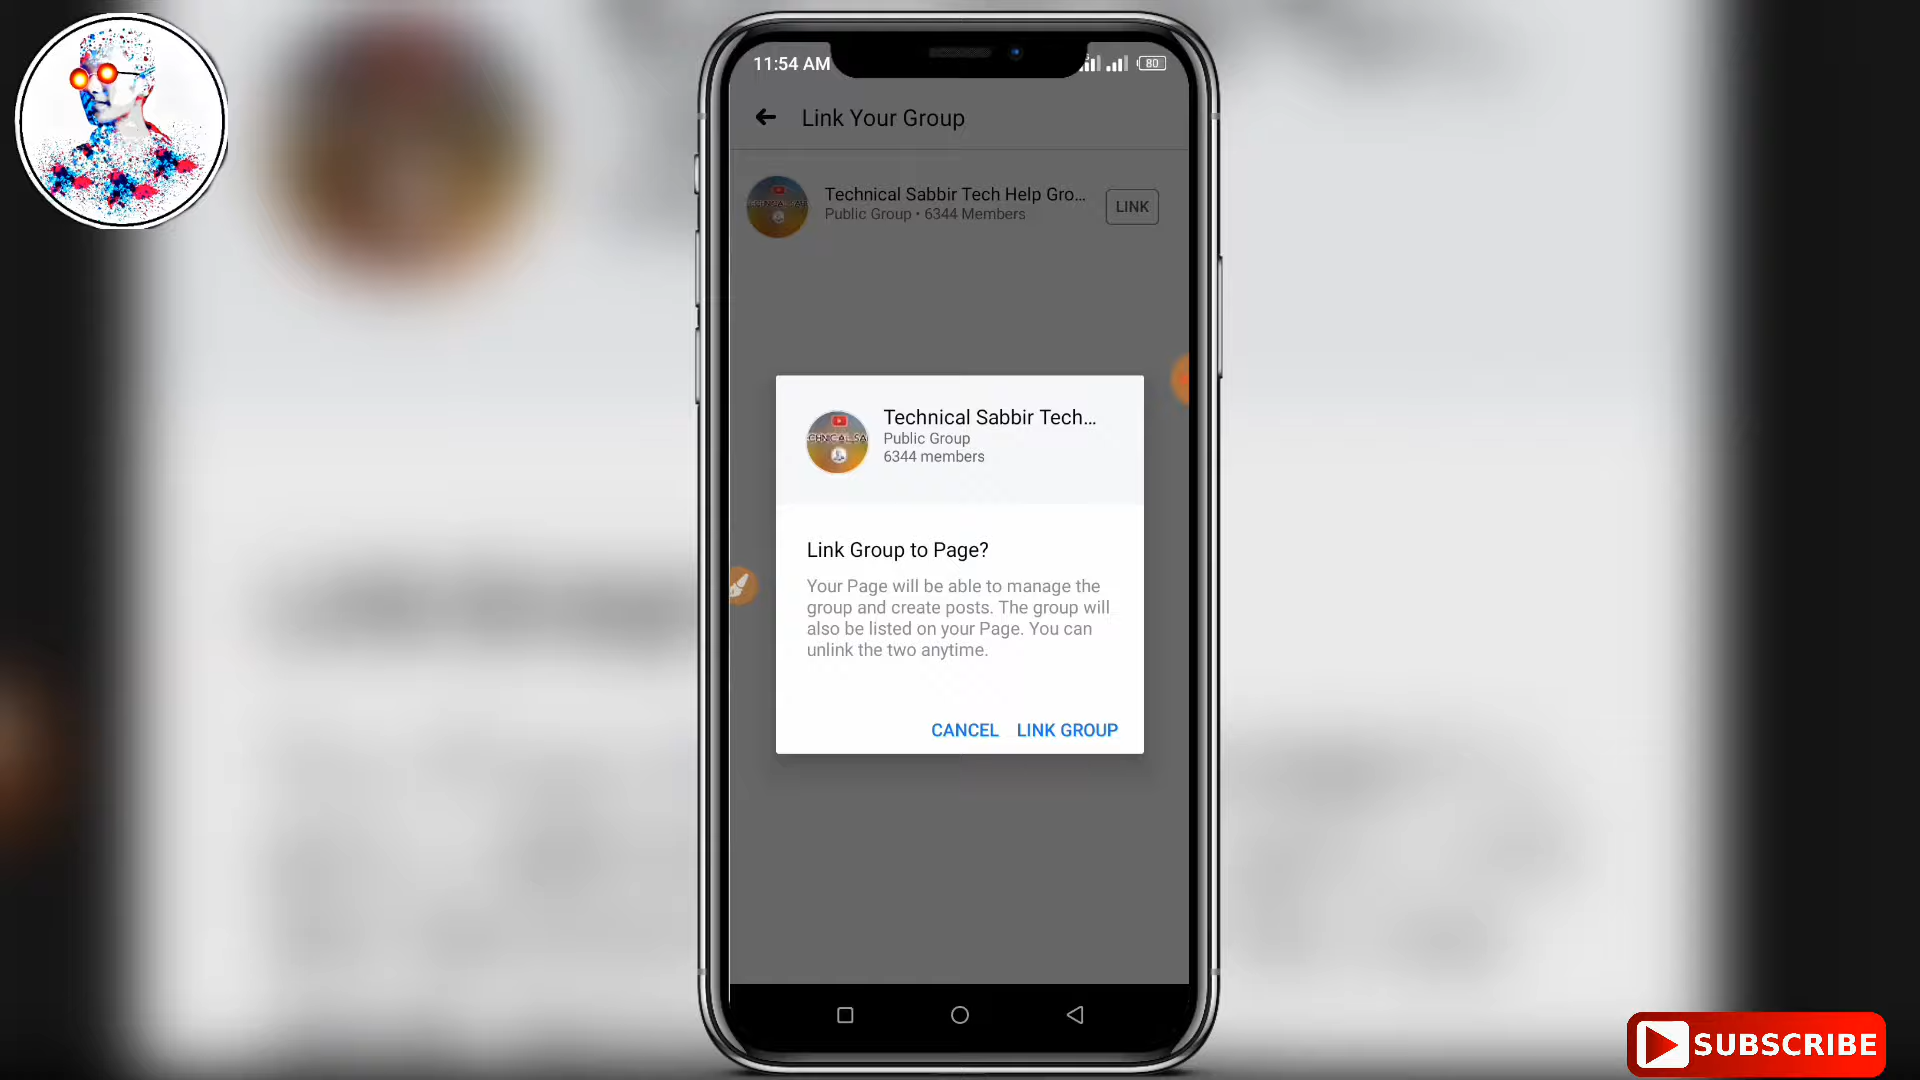 11:54 AM
80
Link Your Group
Technical Sabbir Tech Help Gro...
Public Group • 6344 Members
LINK
Technical Sabbir Tech...
Public Group
6344 members
Link Group to Page?
Your Page will be able to manage the
group and create posts. The group will
also be listed on your Page. You can
unlink the two anytime.
CANCEL LINK GROUP
SUBSCRIBE